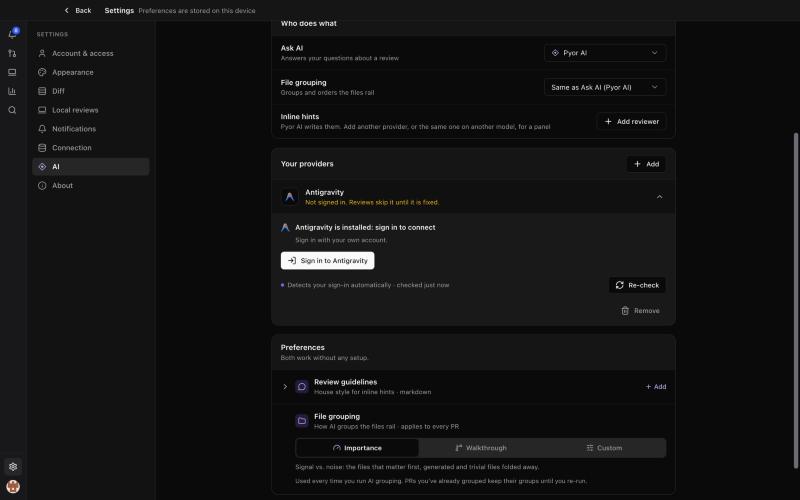 Back
Settings
Preferences are stored on this device
8
SETTINGS
Account & access
Appearance
Diff
Local reviews
Notifications
Connection
AI
About
Who does what
Ask AI
Answers your questions about a review
Pyor AI
File grouping
Groups and orders the files rail
Same as Ask AI (Pyor AI)
Inline hints
Pyor AI writes them. Add another provider, or the same one on another model, for a panel
Add reviewer
Your providers
Add
Antigravity
Not signed in. Reviews skip it until it is fixed.
Antigravity is installed: sign in to connect
Sign in with your own account.
Sign in to Antigravity
Detects your sign-in automatically · checked just now
Re-check
Remove
Preferences
Both work without any setup.
Review guidelines
House style for inline hints · markdown
+ Add
File grouping
How AI groups the files rail · applies to every PR
Importance
Walkthrough
Custom
Signal vs. noise: the files that matter first, generated and trivial files folded away.
Used every time you run AI grouping. PRs you've already grouped keep their groups until you re-run.